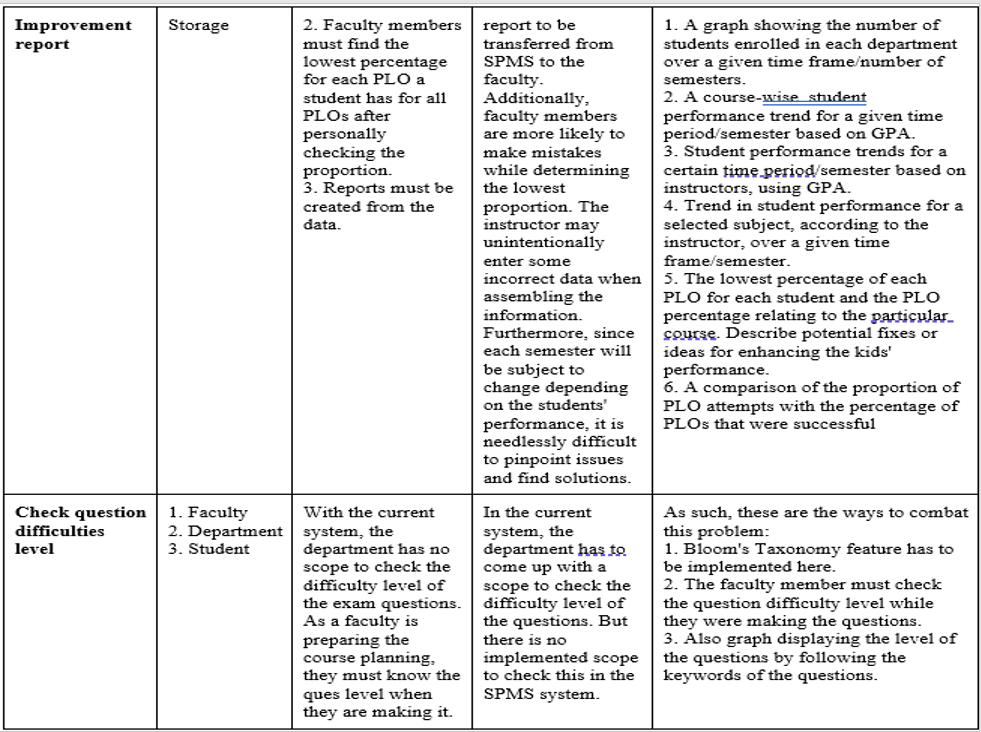 Improvement
report
Storage
2. Faculty members
must find the
lowest percentage
for each PLO a
student has for all
PLOs after
personally
checking the
proportion.
3. Reports must be
created from the
data.
report to be
transferred from
SPMS to the
faculty.
Additionally,
faculty members
are more likely to
make mistakes
while determining
the lowest
proportion. The
instructor may
unintentionally
enter some
incorrect data when
assembling the
information.
Furthermore, since
each semester will
be subject to
change depending
on the students'
performance, it is
needlessly difficult
to pinpoint issues
and find solutions.
1. A graph showing the number of
students enrolled in each department
over a given time frame/number of
semesters.
2. A course-wise student
performance trend for a given time
period/semester based on GPA.
3. Student performance trends for a
certain time period/semester based on
instructors, using GPA.
4. Trend in student performance for a
selected subject, according to the
instructor, over a given time
frame/semester.
5. The lowest percentage of each
PLO for each student and the PLO
percentage relating to the particular
course. Describe potential fixes or
ideas for enhancing the kids'
performance.
6. A comparison of the proportion of
PLO attempts with the percentage of
PLOs that were successful
Check question
difficulties
level
1. Faculty
2. Department
3. Student
With the current
system, the
department has no
scope to check the
difficulty level of
the exam questions.
As a faculty is
preparing the
course planning,
they must know the
ques level when
they are making it.
In the current
system, the
department has to
come up with a
scope to check the
difficulty level of
the questions. But
there is no
implemented scope
to check this in the
SPMS system.
As such, these are the ways to combat
this problem:
1. Bloom's Taxonomy feature has to
be implemented here.
2. The faculty member must check
the question difficulty level while
they were making the questions.
3. Also graph displaying the level of
the questions by following the
keywords of the questions.